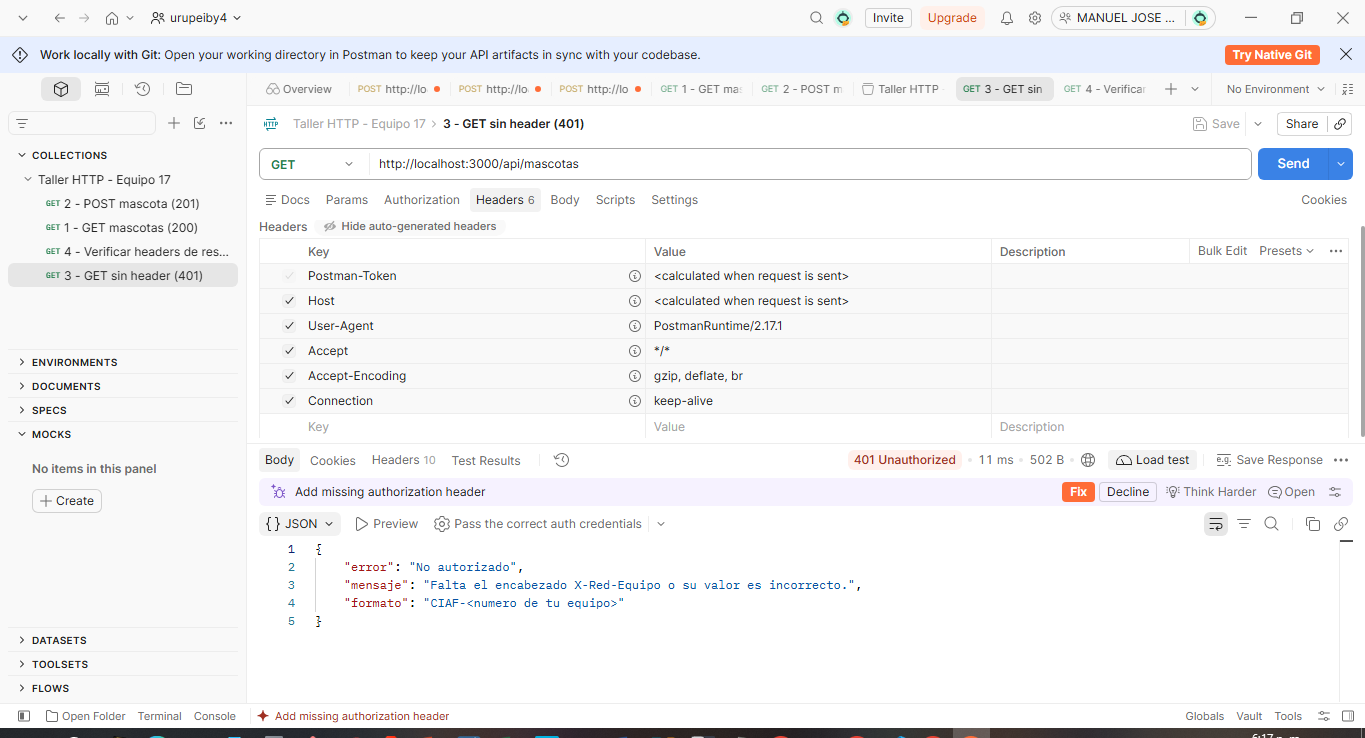 urupeiby4
Invite
Upgrade
MANUEL JOSE ...
Work locally with Git: Open your working directory in Postman to keep your API artifacts in sync with your codebase.
Try Native Git
Overview
POST http://lo
POST http://lo
POST http://lo
GET 1 - GET mas
GET 2 - POST m
Taller HTTP
GET 3 - GET sin
GET 4 - Verificar
No Environment
HTTP
Taller HTTP - Equipo 17 > 3 - GET sin header (401)
Save
Share
COLLECTIONS
Taller HTTP - Equipo 17
GET 2 - POST mascota (201)
GET 1 - GET mascotas (200)
GET 4 - Verificar headers de res...
GET 3 - GET sin header (401)
ENVIRONMENTS
DOCUMENTS
SPECS
MOCKS
No items in this panel
Create
DATASETS
TOOLSETS
FLOWS
GET
http://localhost:3000/api/mascotas
Send
Docs
Params
Authorization
Headers 6
Body
Scripts
Settings
Cookies
Headers
Hide auto-generated headers
Key
Value
Description
Bulk Edit
Presets
Postman-Token
<calculated when request is sent>
Host
<calculated when request is sent>
User-Agent
PostmanRuntime/2.17.1
Accept
*/*
Accept-Encoding
gzip, deflate, br
Connection
keep-alive
Key
Value
Description
Body
Cookies
Headers 10
Test Results
401 Unauthorized
11 ms
502 B
Load test
e.g.
Save Response
Add missing authorization header
Fix
Decline
Think Harder
Open
{} JSON
Preview
Pass the correct auth credentials
1 {
2 "error": "No autorizado",
3 "mensaje": "Falta el encabezado X-Red-Equipo o su valor es incorrecto.",
4 "formato": "CIAF-<numero de tu equipo>"
5 }
Open Folder
Terminal
Console
Add missing authorization header
Globals
Vault
Tools